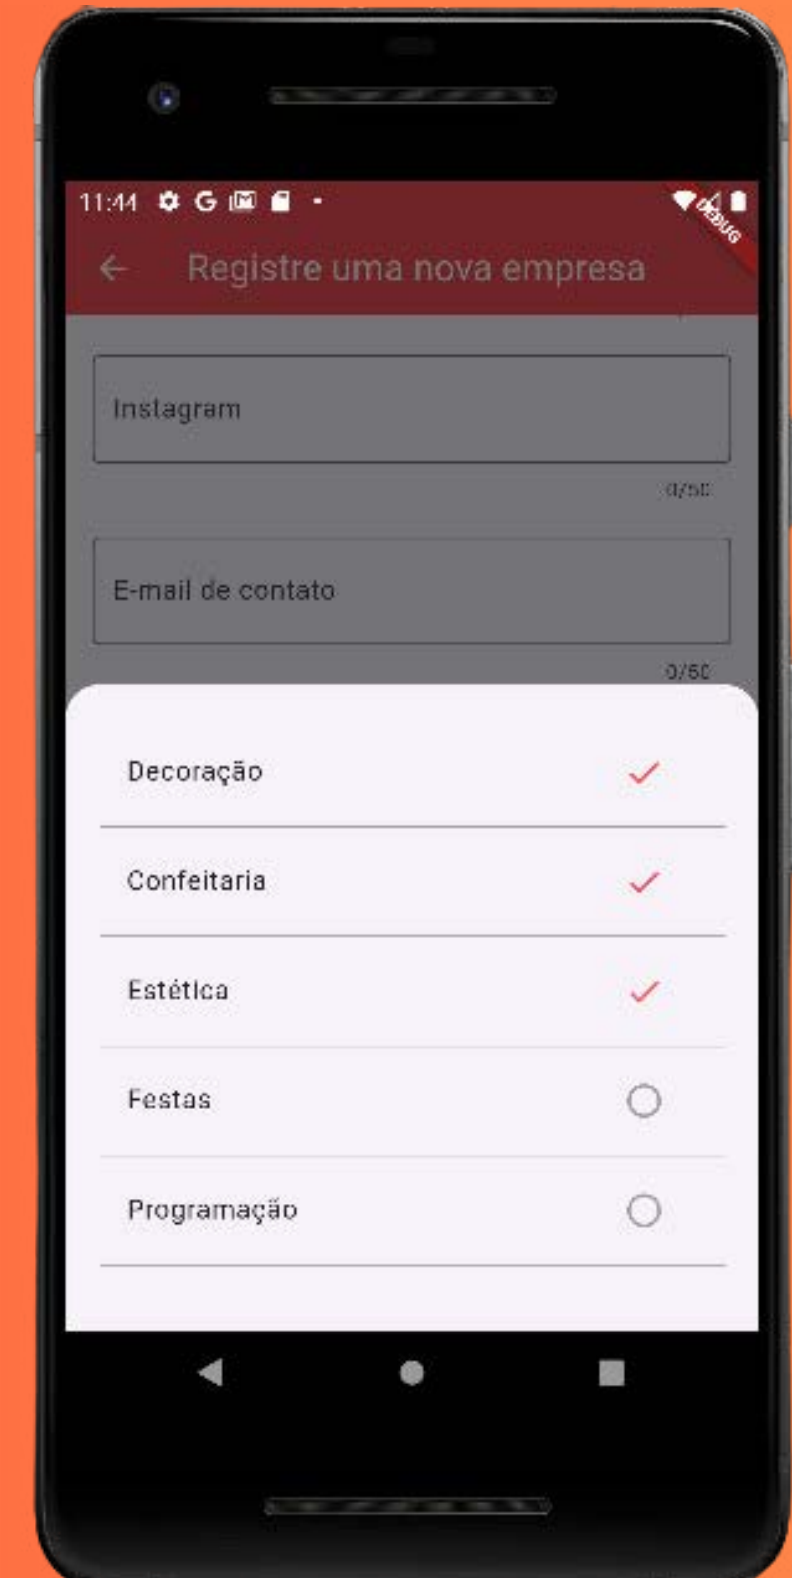 11:44
DEBUG
Registre uma nova empresa
Instagram
0/50
E-mail de contato
0/50
Decoração
Confeitaria
Estética
Festas
Programação